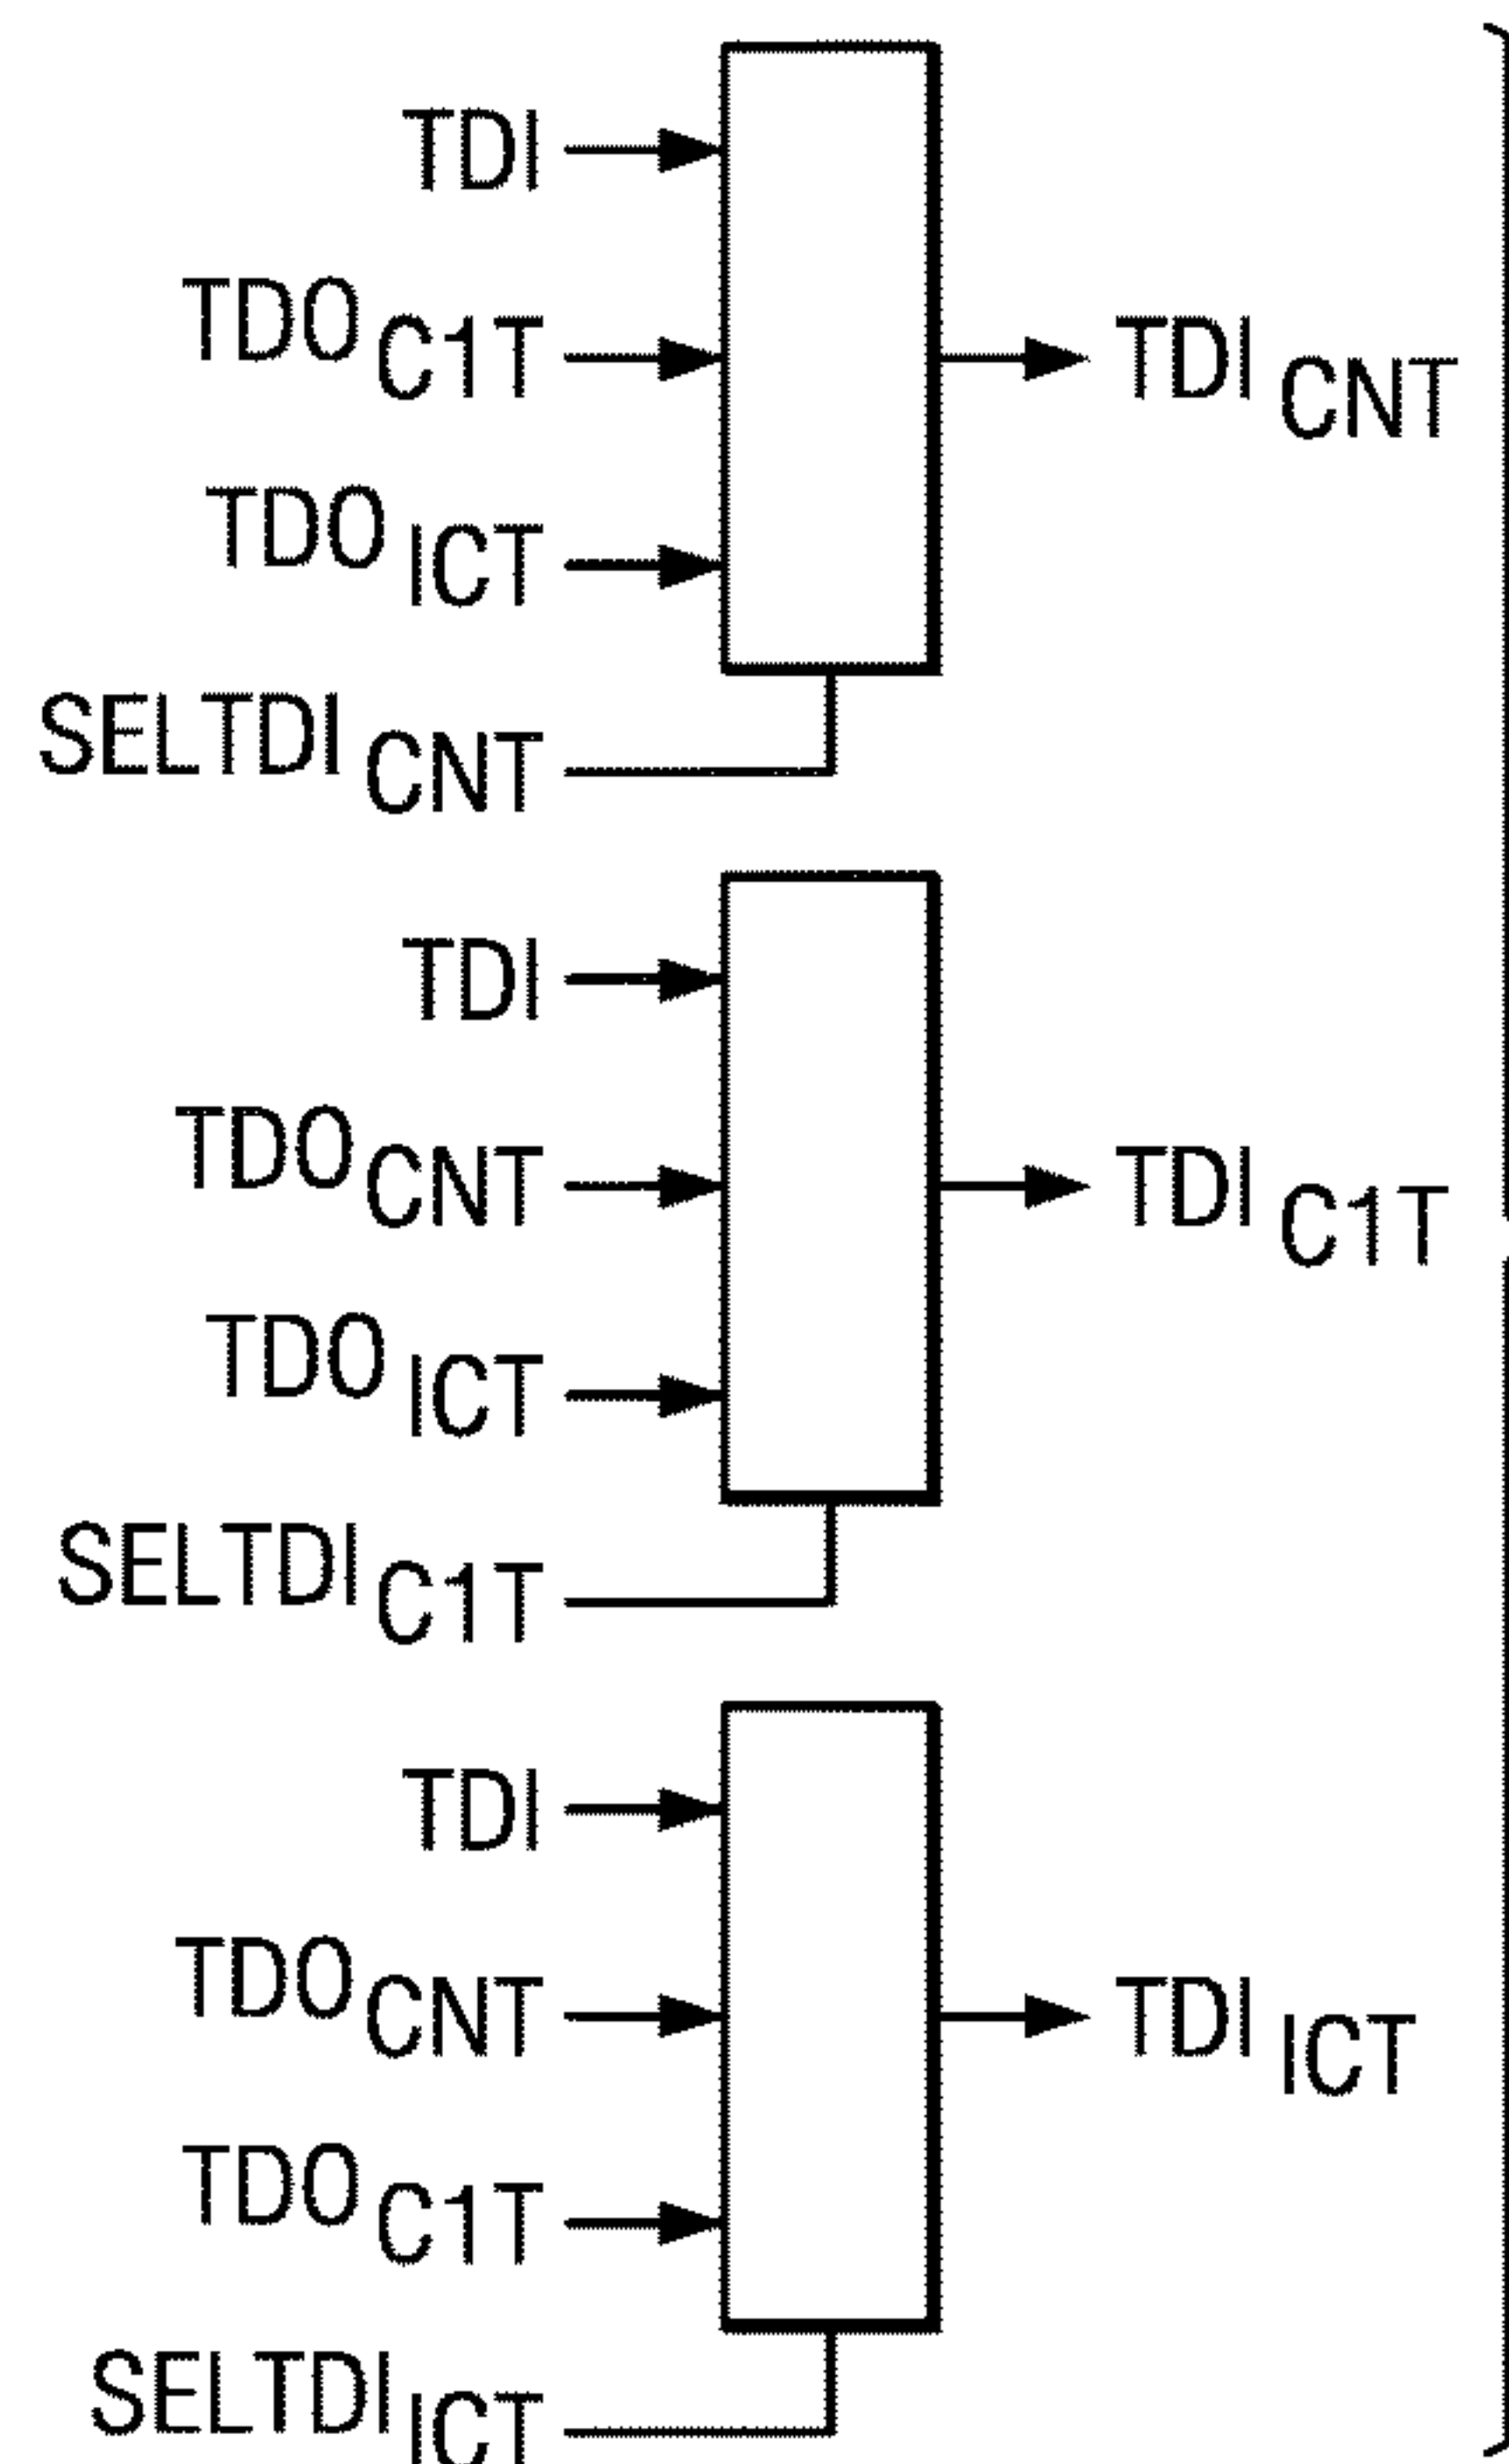 TDI
TDO C1T
TDI CNT
TDO ICT
SELTDI CNT
TDI
TDO CNT
TDI C1T
TDO ICT
SELTDI C1T
TDI
TDO CNT
TDI ICT
TDO C1T
SELTDI ICT